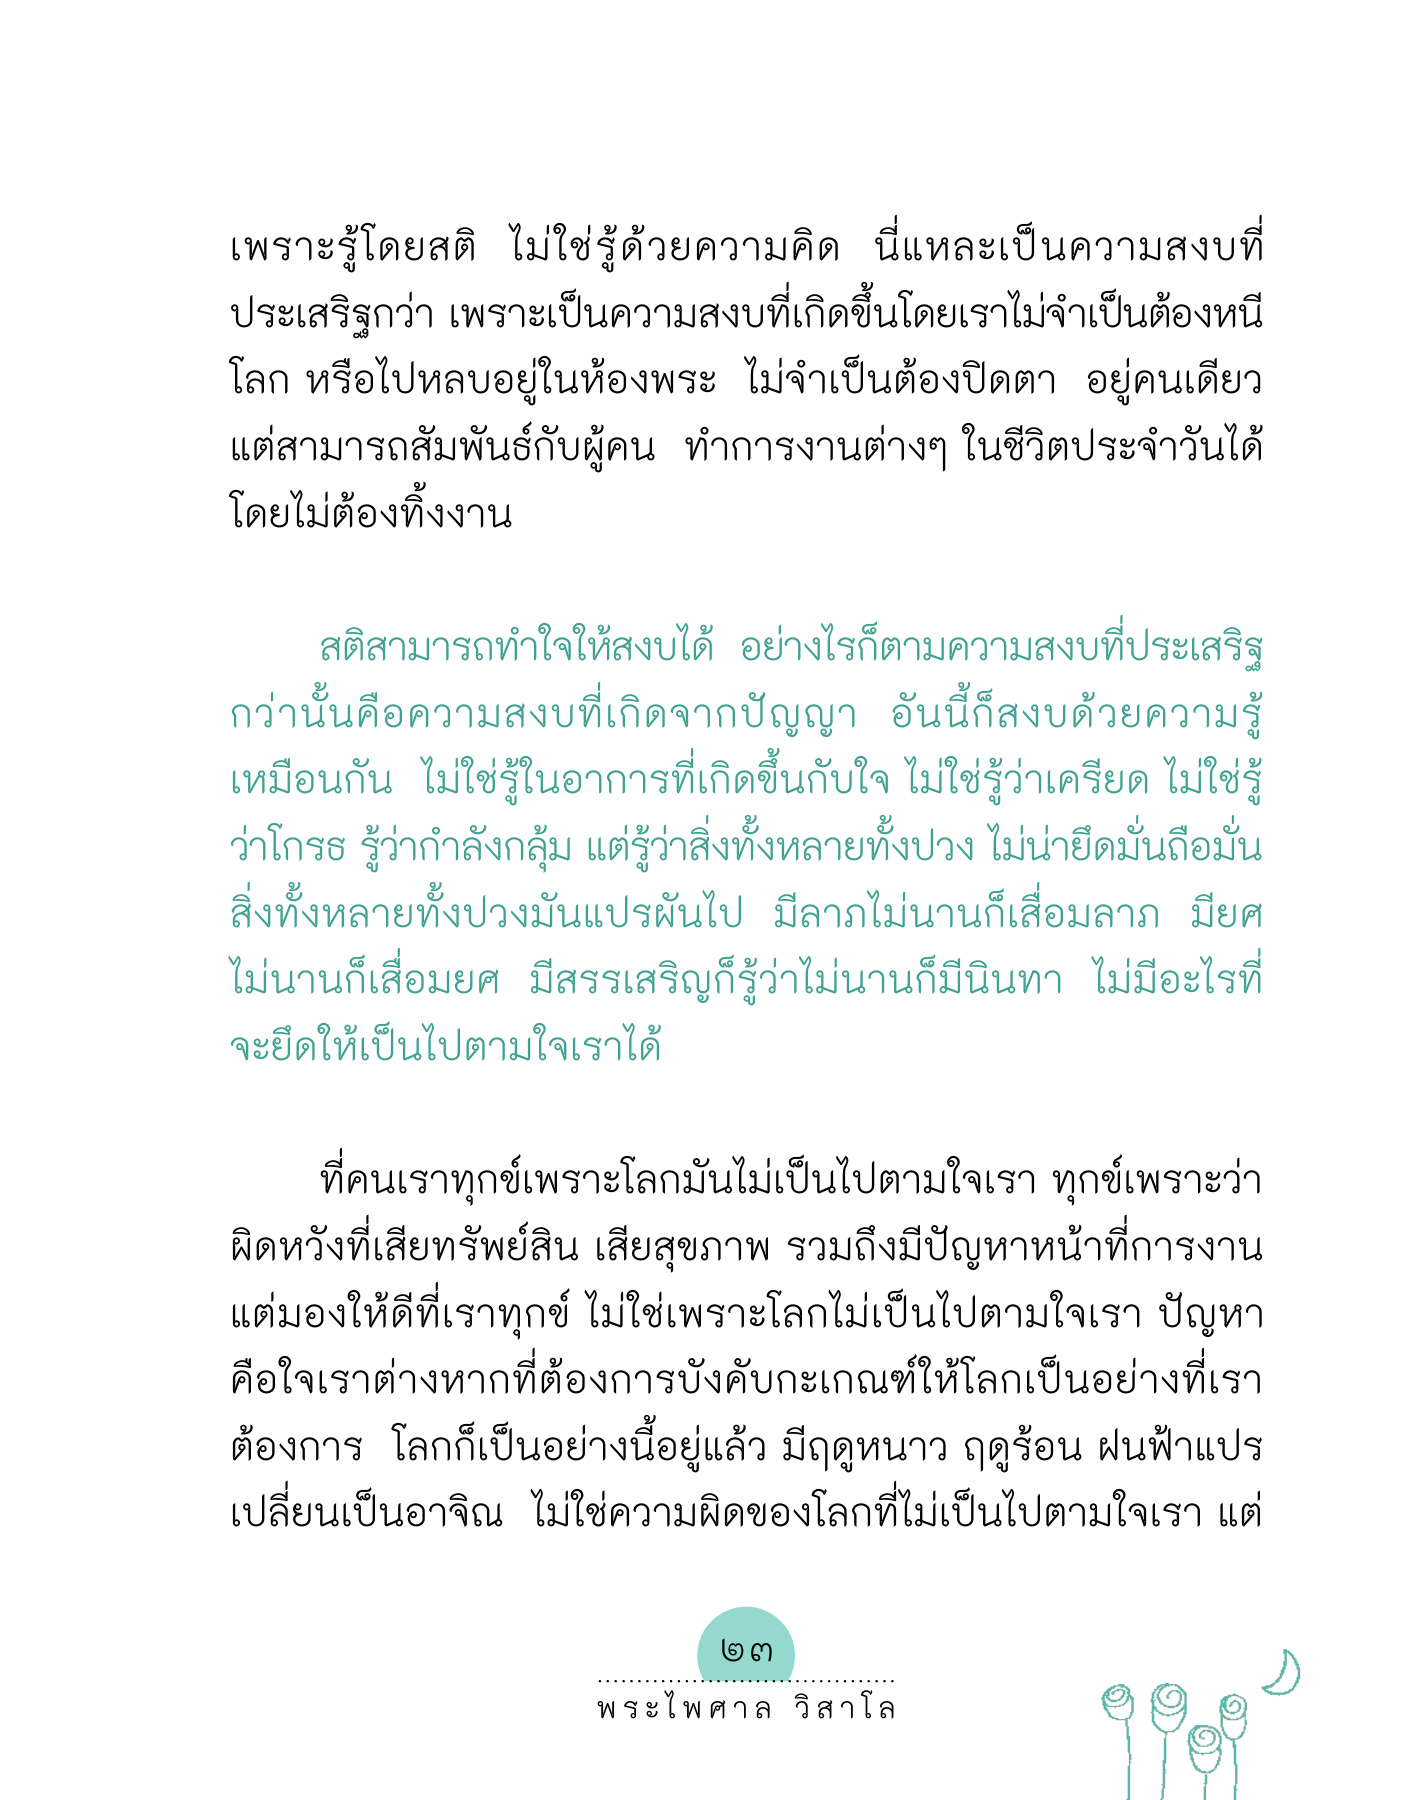 เพราะรู้โดยสติ ไม่ใช่รู้ด้วยความคิด นี่แหละเป็นความสงบที่
ประเสริฐกว่า เพราะเป็นความสงบที่เกิดขึ้นโดยเราไม่จำเป็นต้องหนี
โลก หรือไปหลบอยู่ในห้องพระ ไม่จำเป็นต้องปิดตา อยู่คนเดียว
แต่สามารถสัมพันธ์กับผู้คน ทำการงานต่างๆ ในชีวิตประจำวันได้
โดยไม่ต้องทิ้งงาน
สติสามารถทำใจให้สงบได้ อย่างไรก็ตามความสงบที่ประเสริฐ
กว่านั้นคือความสงบที่เกิดจากปัญญา อันนี้ก็สงบด้วยความรู้
เหมือนกัน ไม่ใช่รู้ในอาการที่เกิดขึ้นกับใจ ไม่ใช่รู้ว่าเครียด ไม่ใช่รู้
ว่าโกรธ รู้ว่ากำลังกลุ้ม แต่รู้ว่าสิ่งทั้งหลายทั้งปวง ไม่น่ายึดมั่นถือมั่น
สิ่งทั้งหลายทั้งปวงมันแปรผันไป มีลาภไม่นานก็เสื่อมลาภ มียศ
ไม่นานก็เสื่อมยศ มีสรรเสริญก็รู้ว่าไม่นานก็มีนินทา ไม่มีอะไรที่
จะยึดให้เป็นไปตามใจเราได้
ที่คนเราทุกข์เพราะโลกมันไม่เป็นไปตามใจเรา ทุกข์เพราะว่า
ผิดหวังที่เสียทรัพย์สิน เสียสุขภาพ รวมถึงมีปัญหาหน้าที่การงาน
แต่มองให้ดีที่เราทุกข์ ไม่ใช่เพราะโลกไม่เป็นไปตามใจเรา ปัญหา
คือใจเราต่างหากที่ต้องการบังคับกะเกณฑ์ให้โลกเป็นอย่างที่เรา
ต้องการ โลกก็เป็นอย่างนี้อยู่แล้ว มีฤดูหนาว ฤดูร้อน ฝนฟ้าแปร
เปลี่ยนเป็นอาจิณ ไม่ใช่ความผิดของโลกที่ไม่เป็นไปตามใจเรา แต่
๒๓
พระไพศาล วิสาโล